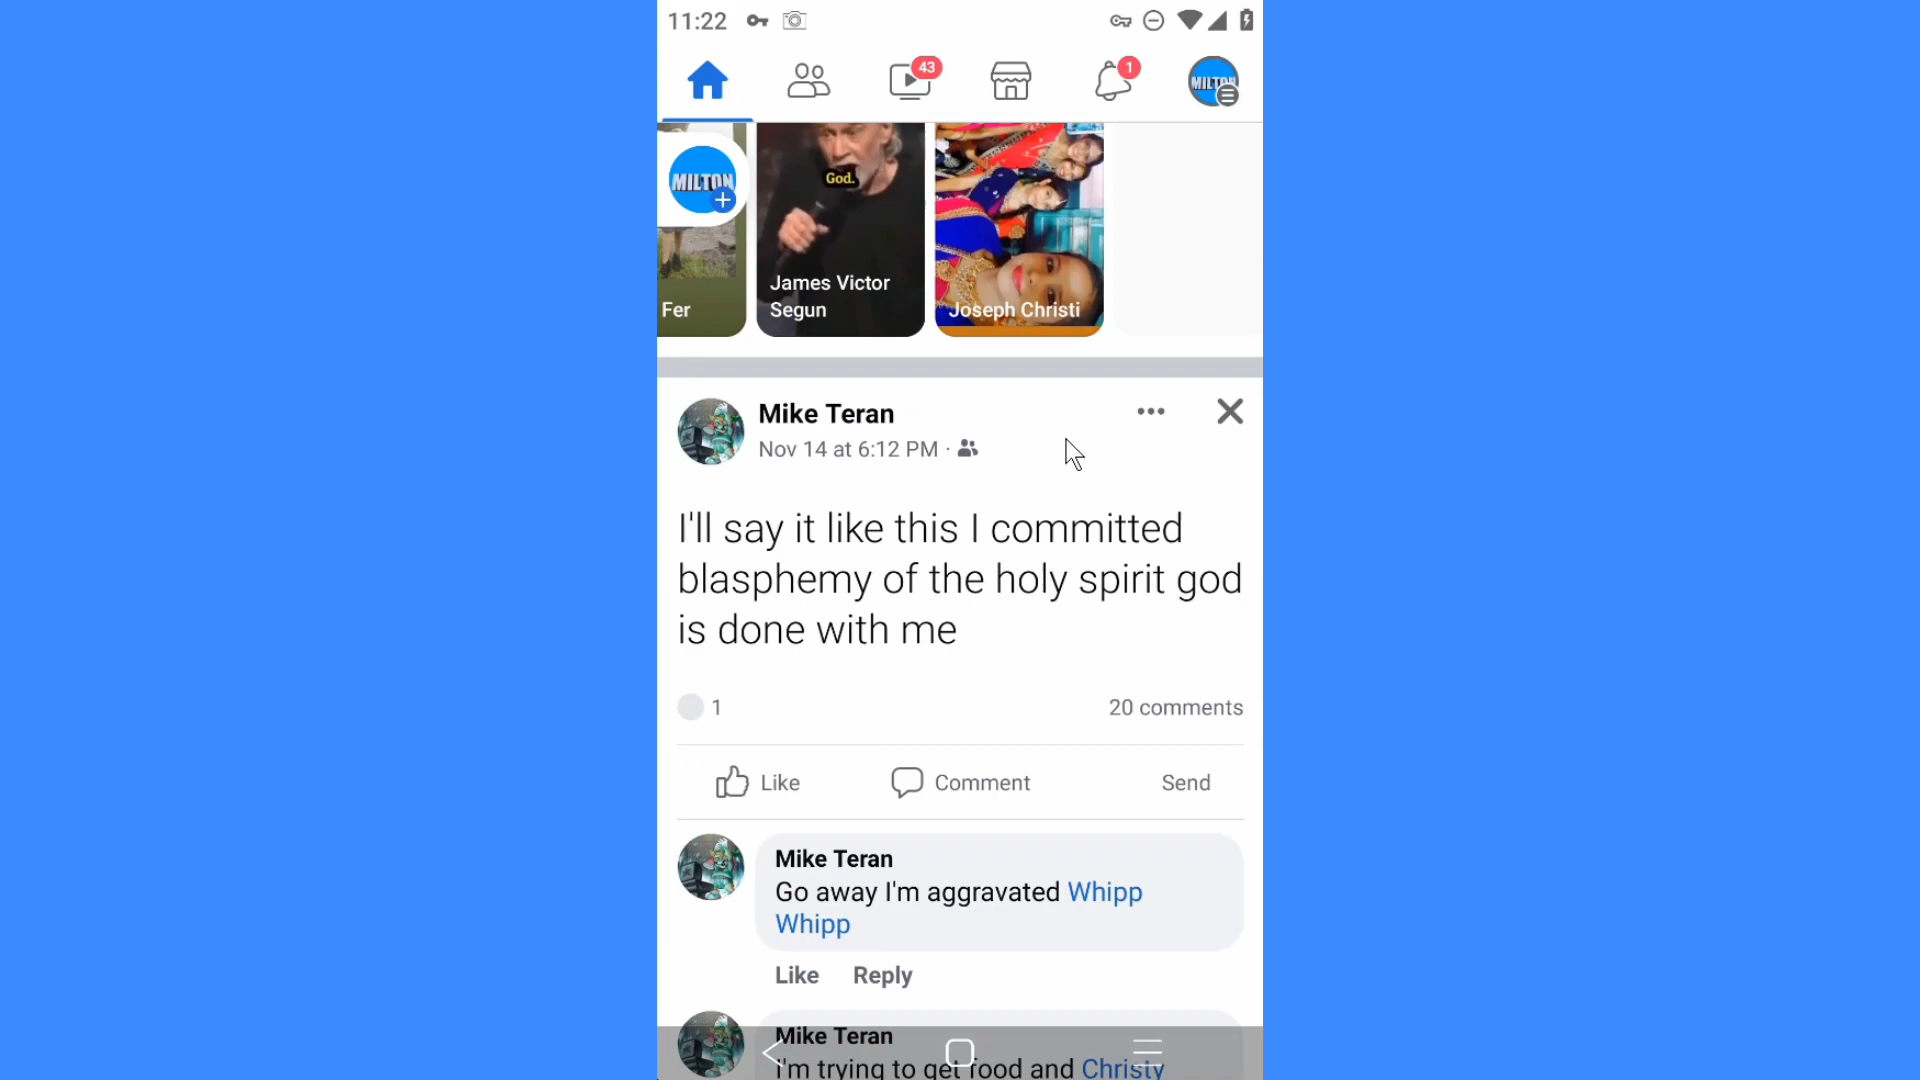 11:22
43
1
MILTON
MILTON
God.
Fer
James Victor
Segun
Joseph Christi
Mike Teran
Nov 14 at 6:12 PM ·
I'll say it like this I committed
blasphemy of the holy spirit god
is done with me
1
20 comments
Like
Comment
Send
Mike Teran
Go away I'm aggravated Whipp
Whipp
Like Reply
Mike Teran
i'm trying to get food and Christy